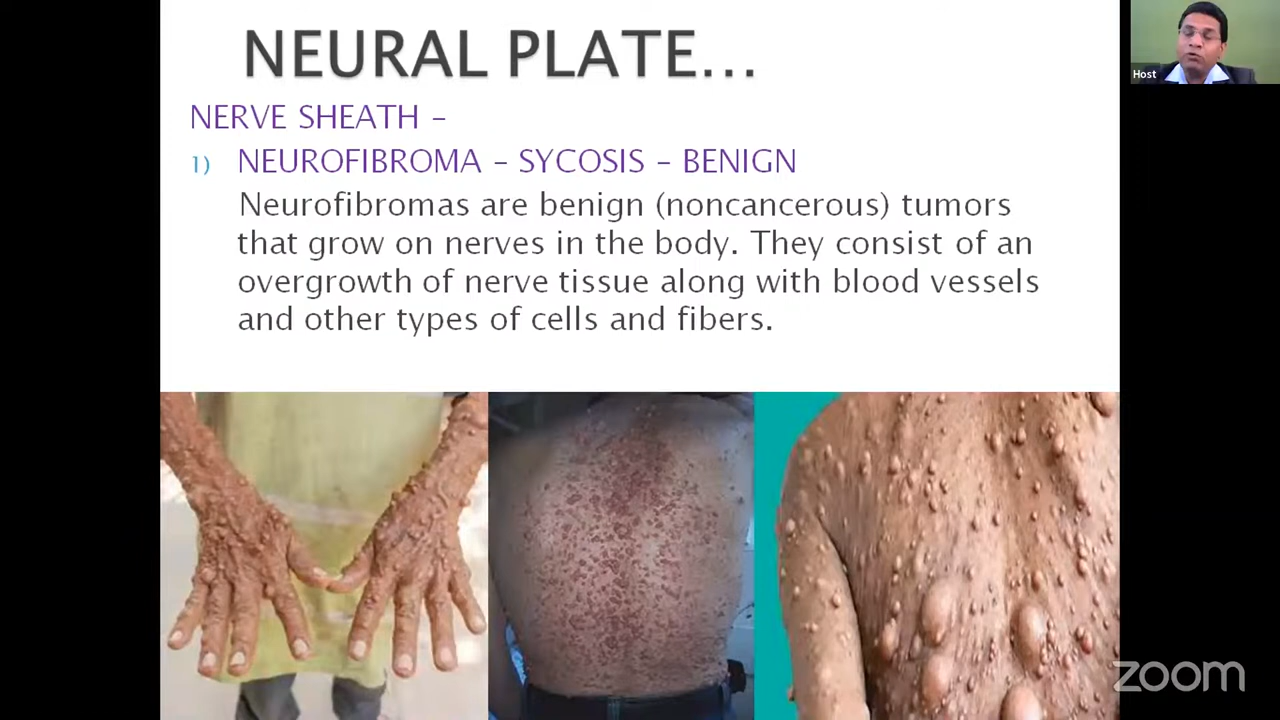 NEURAL PLATE...
Host
NERVE SHEATH –
1) NEUROFIBROMA – SYCOSIS – BENIGN
Neurofibromas are benign (noncancerous) tumors
that grow on nerves in the body. They consist of an
overgrowth of nerve tissue along with blood vessels
and other types of cells and fibers.
zoom